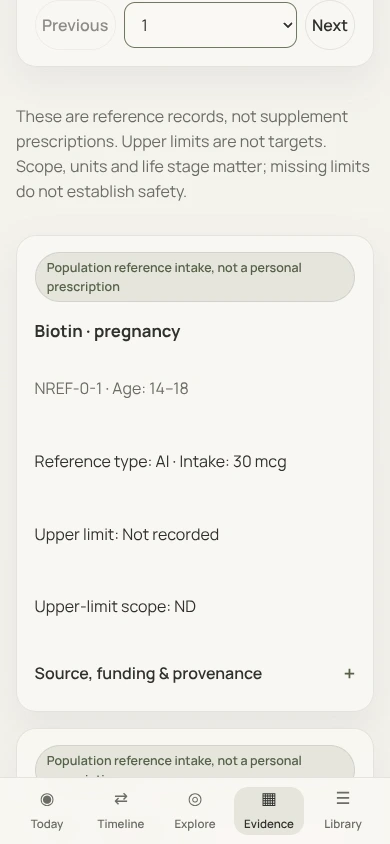 Previous
1
Next
These are reference records, not supplement
prescriptions. Upper limits are not targets.
Scope, units and life stage matter; missing limits
do not establish safety.
Population reference intake, not a personal
prescription
Biotin · pregnancy
NREF-0-1 · Age: 14–18
Reference type: AI · Intake: 30 mcg
Upper limit: Not recorded
Upper-limit scope: ND
Source, funding & provenance +
Population reference intake, not a personal
Today
Timeline
Explore
Evidence
Library